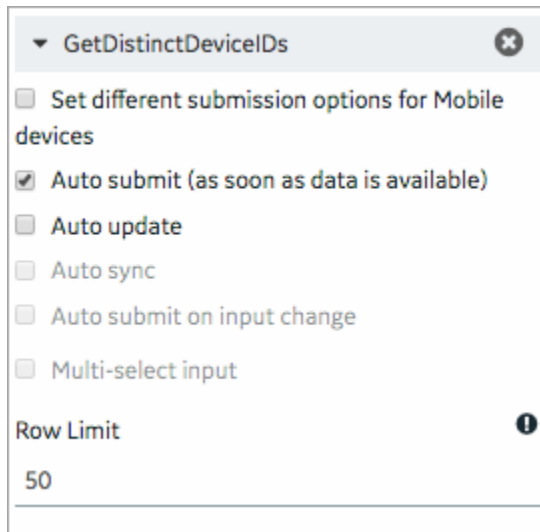 GetDistinctDeviceIDs
Set different submission options for Mobile
devices
Auto submit (as soon as data is available)
Auto update
Auto sync
Auto submit on input change
Multi-select input
Row Limit
50